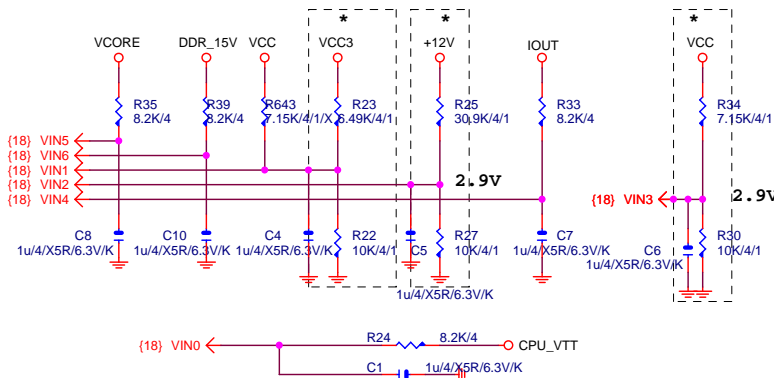 * * *
VCORE DDR_15V VCC VCC3 +12V IOUT VCC
R35 R39 R643 R23 R25 R33 R34
8.2K/4 8.2K/4 7.15K/4/1/X 6.49K/4/1 30.9K/4/1 8.2K/4 7.15K/4/1
{18} VIN5
{18} VIN6
{18} VIN1
{18} VIN2 2.9V
{18} VIN4 {18} VIN3 2.9V
C8 C10 C4 R22 C5 R27 C7 C6 R30
1u/4/X5R/6.3V/K 1u/4/X5R/6.3V/K 1u/4/X5R/6.3V/K 10K/4/1 10K/4/1 1u/4/X5R/6.3V/K 10K/4/1
1u/4/X5R/6.3V/K
1u/4/X5R/6.3V/K
{18} VIN0 R24 8.2K/4 CPU_VTT
C1 1u/4/X5R/6.3V/K